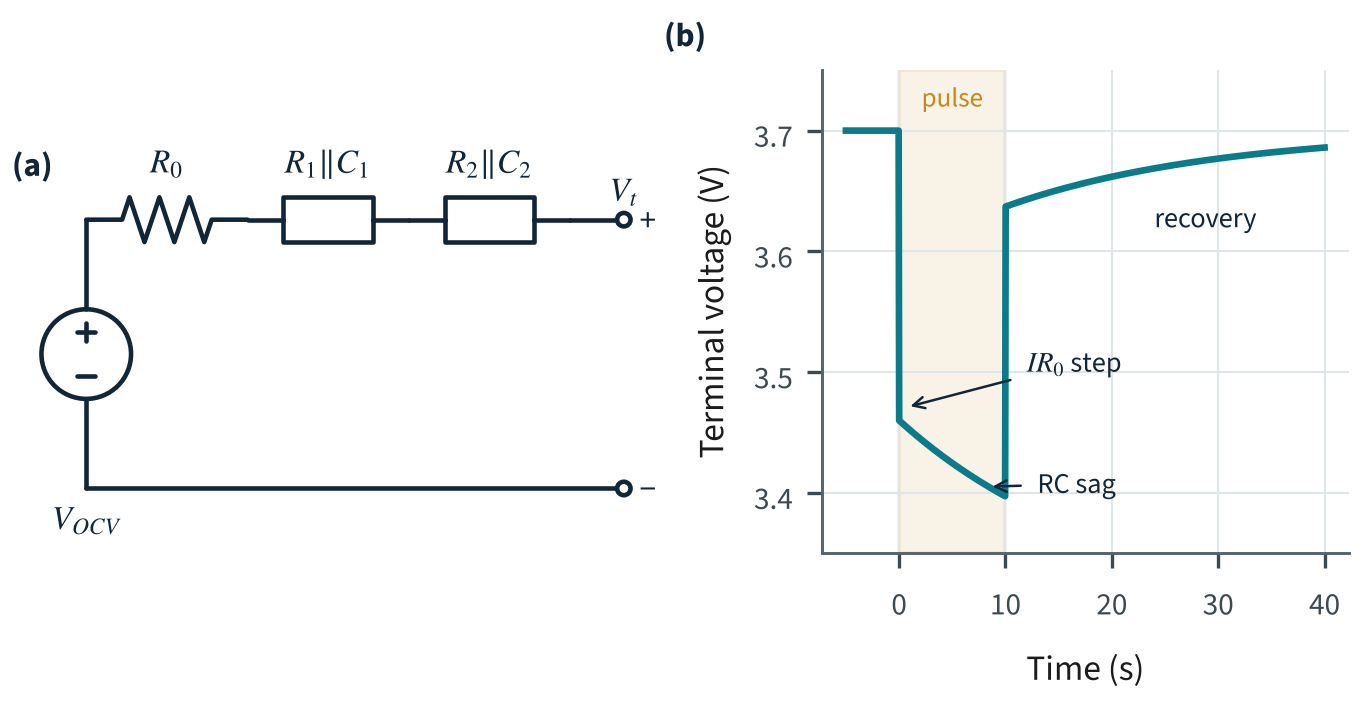 (a)
R0
R1||C1
R2||C2
Vt
+
+
−
−
VOCV
(b)
pulse
3.7
3.6
3.5
3.4
Terminal voltage (V)
recovery
IR0 step
RC sag
0 10 20 30 40
Time (s)